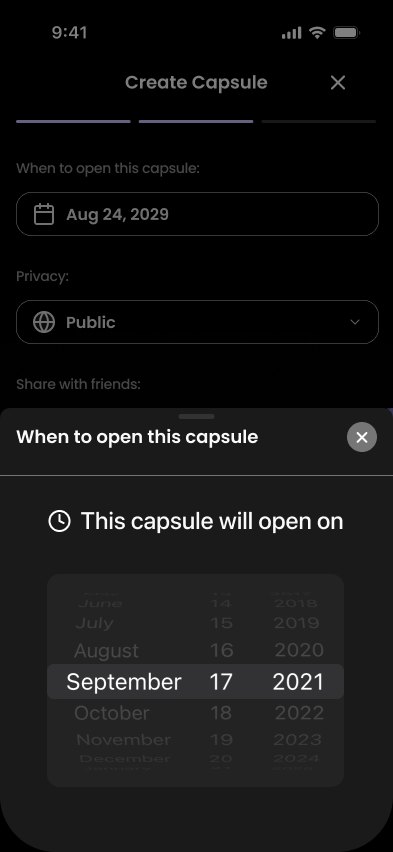 9:41
Create Capsule
When to open this capsule:
Aug 24, 2029
Privacy:
Public
Share with friends:
When to open this capsule
This capsule will open on
June 14 2018
July 15 2019
August 16 2020
September 17 2021
October 18 2022
November 19 2023
December 20 2024